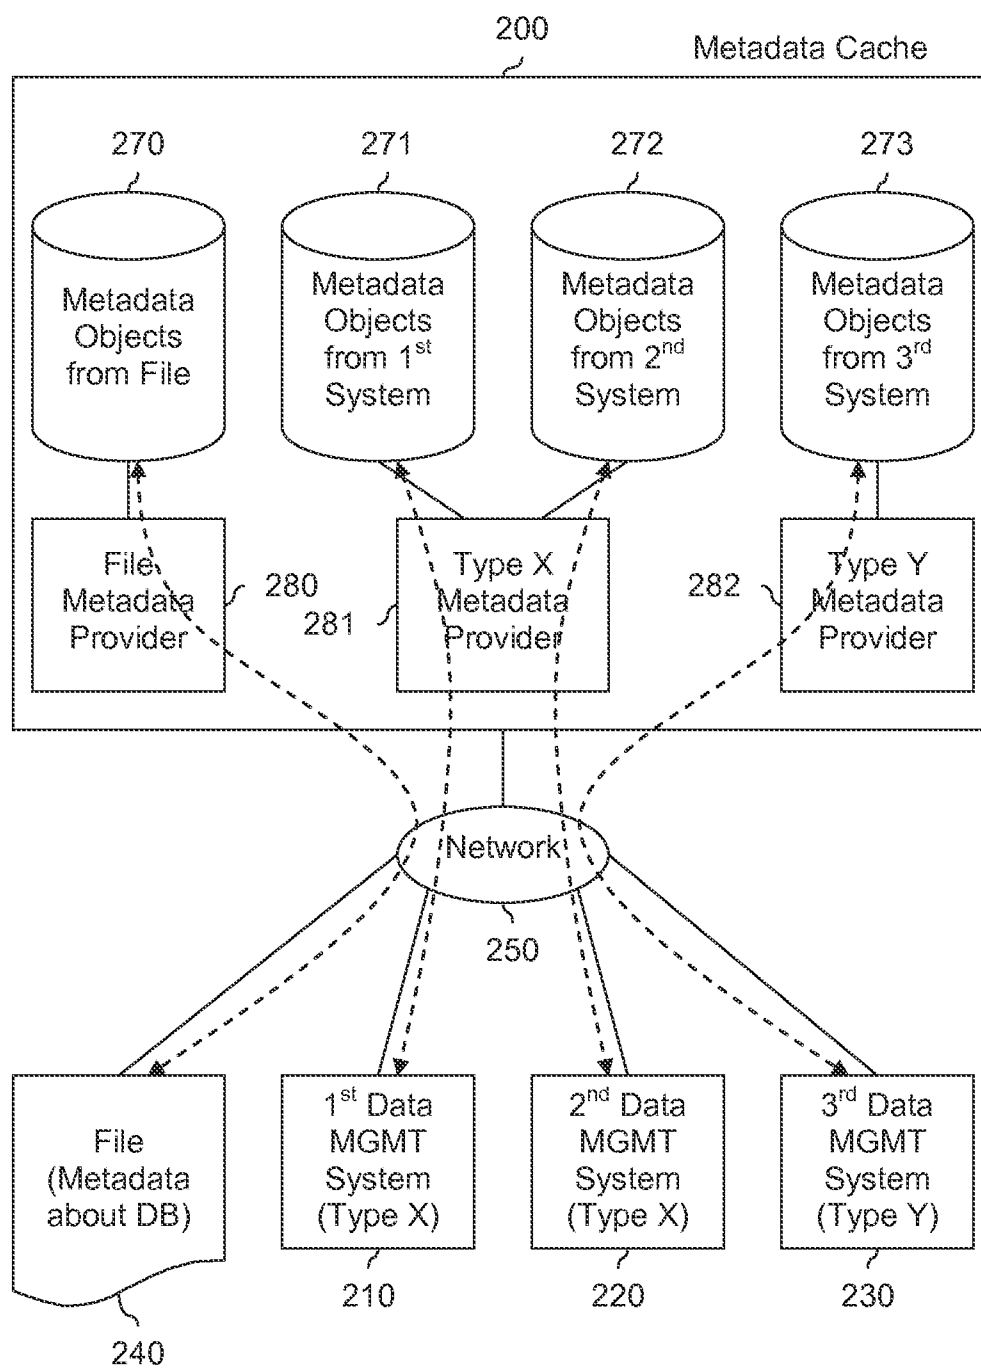 200
Metadata Cache
270
271
272
273
Metadata
Objects
from File
Metadata
Objects
from 1st
System
Metadata
Objects
from 2nd
System
Metadata
Objects
from 3rd
System
File
Metadata
Provider
280
281
Type X
Metadata
Provider
282
Type Y
Metadata
Provider
Network
250
File
(Metadata
about DB)
1st Data
MGMT
System
(Type X)
2nd Data
MGMT
System
(Type X)
3rd Data
MGMT
System
(Type Y)
210
220
230
240